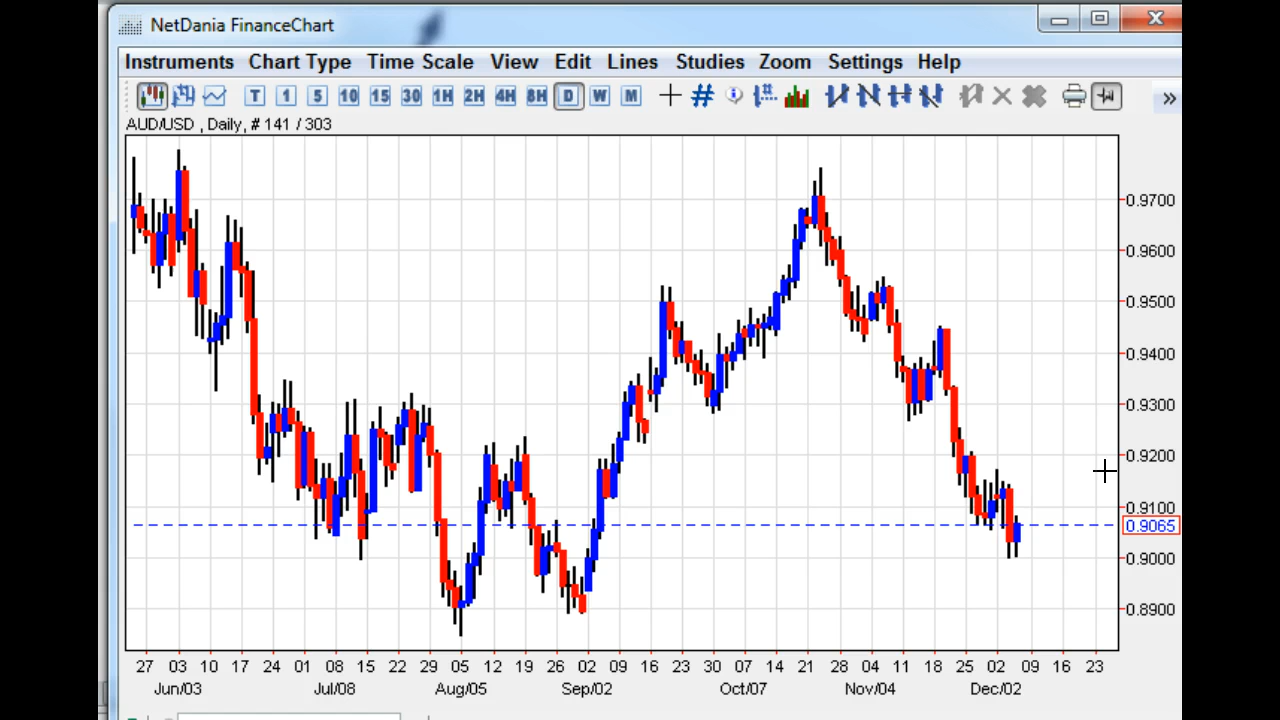 NetDania FinanceChart
Instruments Chart Type Time Scale View Edit Lines Studies Zoom Settings Help
T 1 5 10 15 30 1H 2H 4H 8H D W M #
AUD/USD , Daily, # 141 / 303
0.9700
0.9600
0.9500
0.9400
0.9300
0.9200
0.9100
0.9065
0.9000
0.8900
27 03 10 17 24 01 08 15 22 29 05 12 19 26 02 09 16 23 30 07 14 21 28 04 11 18 25 02 09 16 23
Jun/03 Jul/08 Aug/05 Sep/02 Oct/07 Nov/04 Dec/02